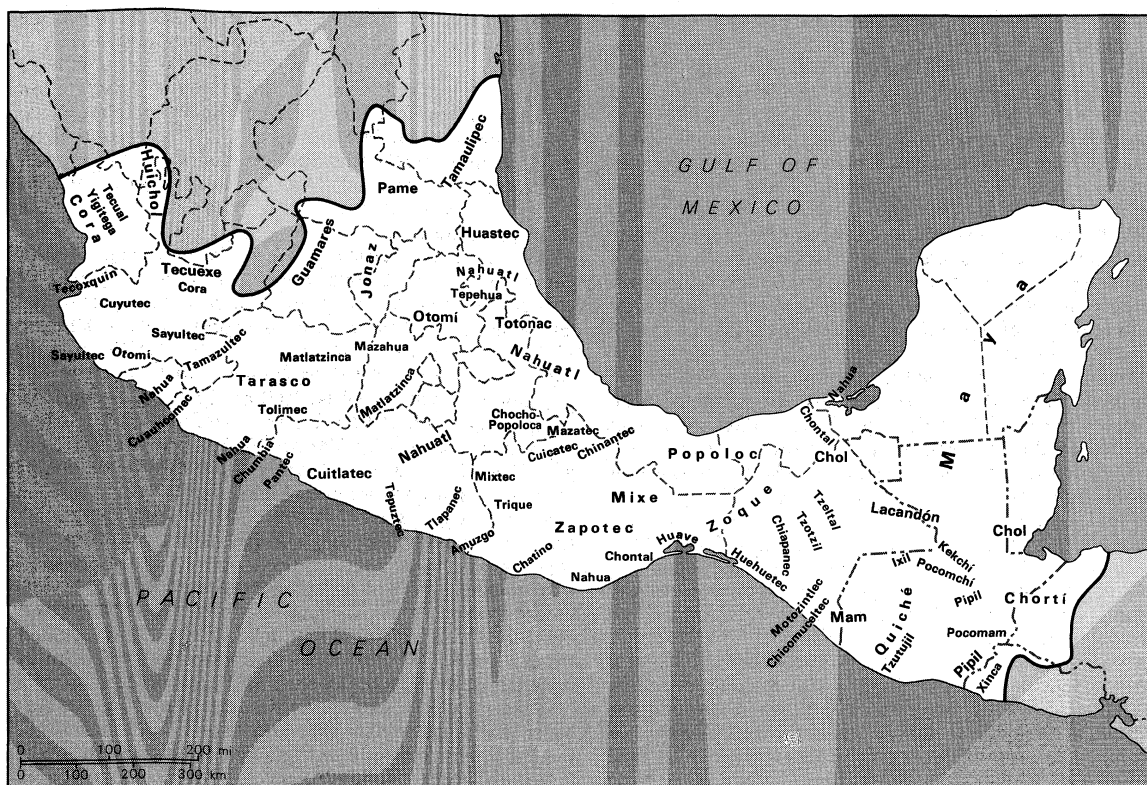 GULF OF
MEXICO
Huichol
Tecual
Yigitega
Cora
Pame
Tamaulipec
Guamares
Jonaz
Huastec
Tecoxquin
Tecuexe
Cora
Cuyutec
Nahuatl
Tepehua
Otomí
Totonac
Sayultec
Tamazultec
Sayultec
Otomí
Matlatzinca
Mazahua
Nahuatl
Tarasco
Nahua
Cuauhcomec
Tolimec
Matlatzinca
Nahua
Chumbia
Pantec
Cuitlatec
Nahuatl
Chocho-
Popoloca
Mazatec
Cuicatec
Chinantec
Popoloc
Nahua
Chontal
Chol
Maya
Mixtec
Trique
Mixe
Zapotec
Tepuztec
Tlapanec
Amuzgo
Chatino
Chontal
Nahua
Huave
Zoque
Huehuetec
Chiapanec
Tzotzil
Tzeltal
Lacandón
Chol
Kekchí
Ixil
Pocomchí
Pipil
Chortí
Motozintlec
Chicomuceltec
Mam
Quiché
Tzutujil
Pocomam
Pipil
Xinca
PACIFIC
OCEAN
0 100 200 mi
0 100 200 300 km